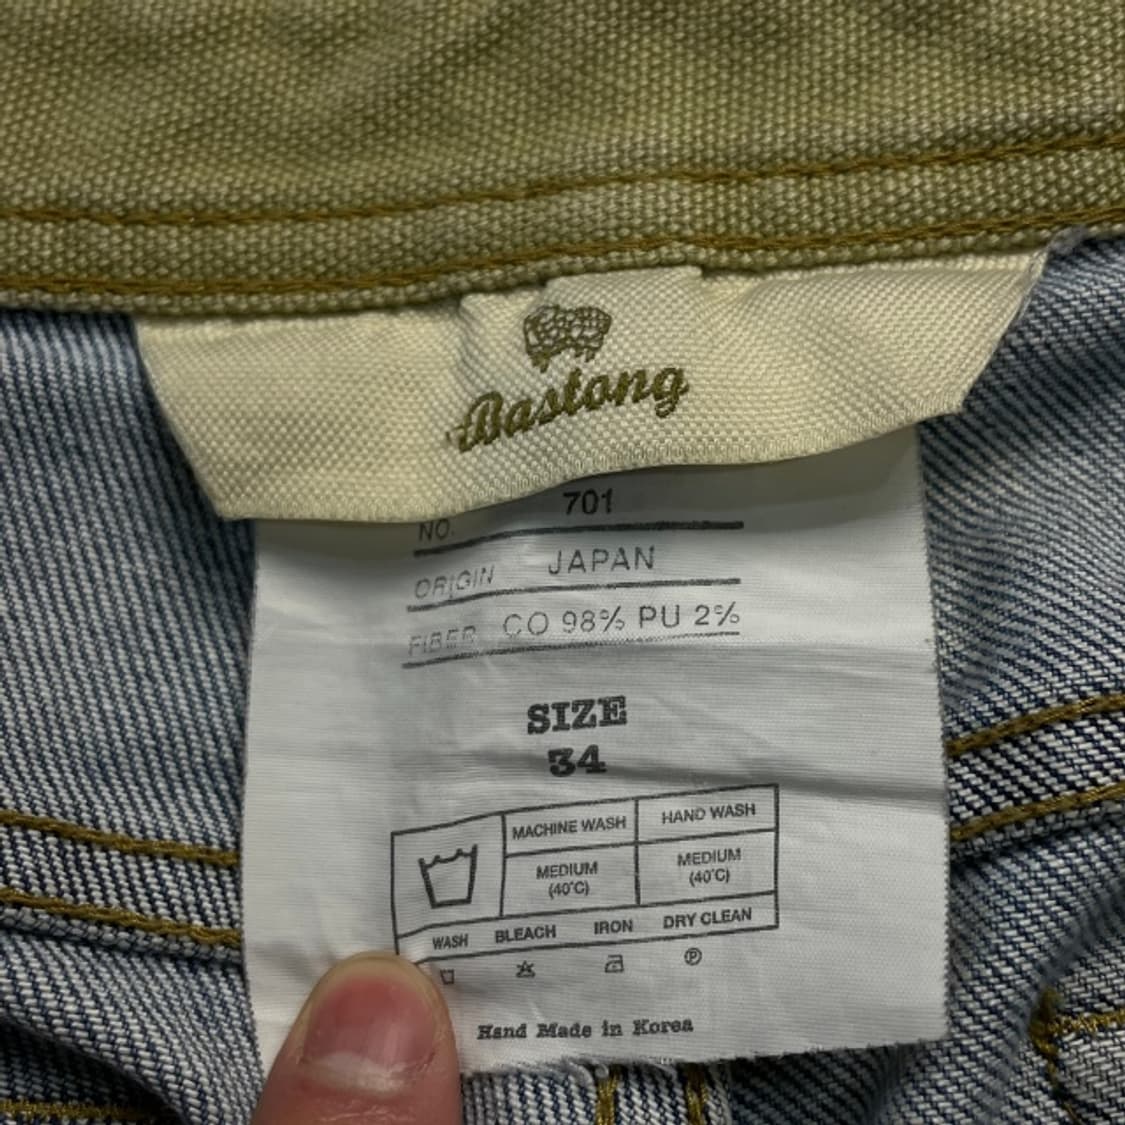 Bastong
NO. 701
ORIGIN JAPAN
FIBER CO 98% PU 2%
SIZE
34
MACHINE WASH HAND WASH
MEDIUM (40°C) MEDIUM (40°C)
WASH BLEACH IRON DRY CLEAN
P
Hand Made in Korea